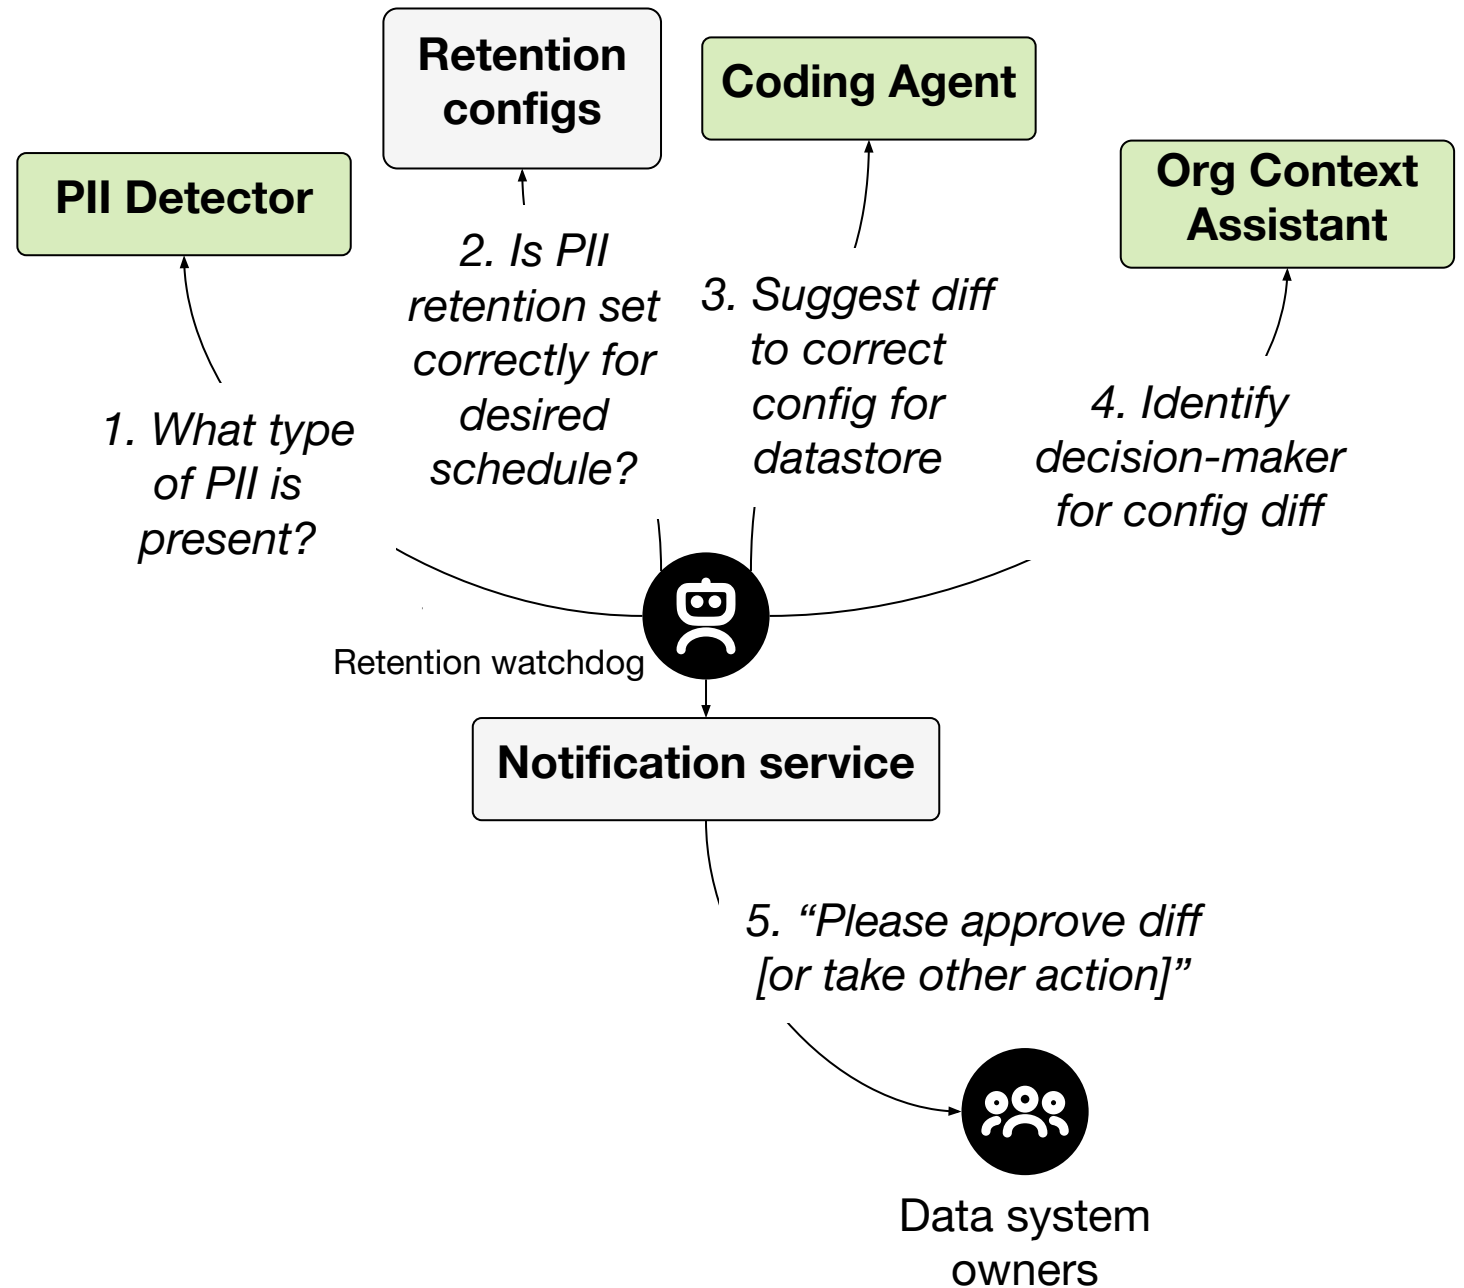 Retention
configs
Coding Agent
PII Detector
Org Context
Assistant
2. Is PII
retention set
correctly for
desired
schedule?
3. Suggest diff
to correct
config for
datastore
1. What type
of PII is
present?
4. Identify
decision-maker
for config diff
Retention watchdog
Notification service
5. “Please approve diff
[or take other action]”
Data system
owners